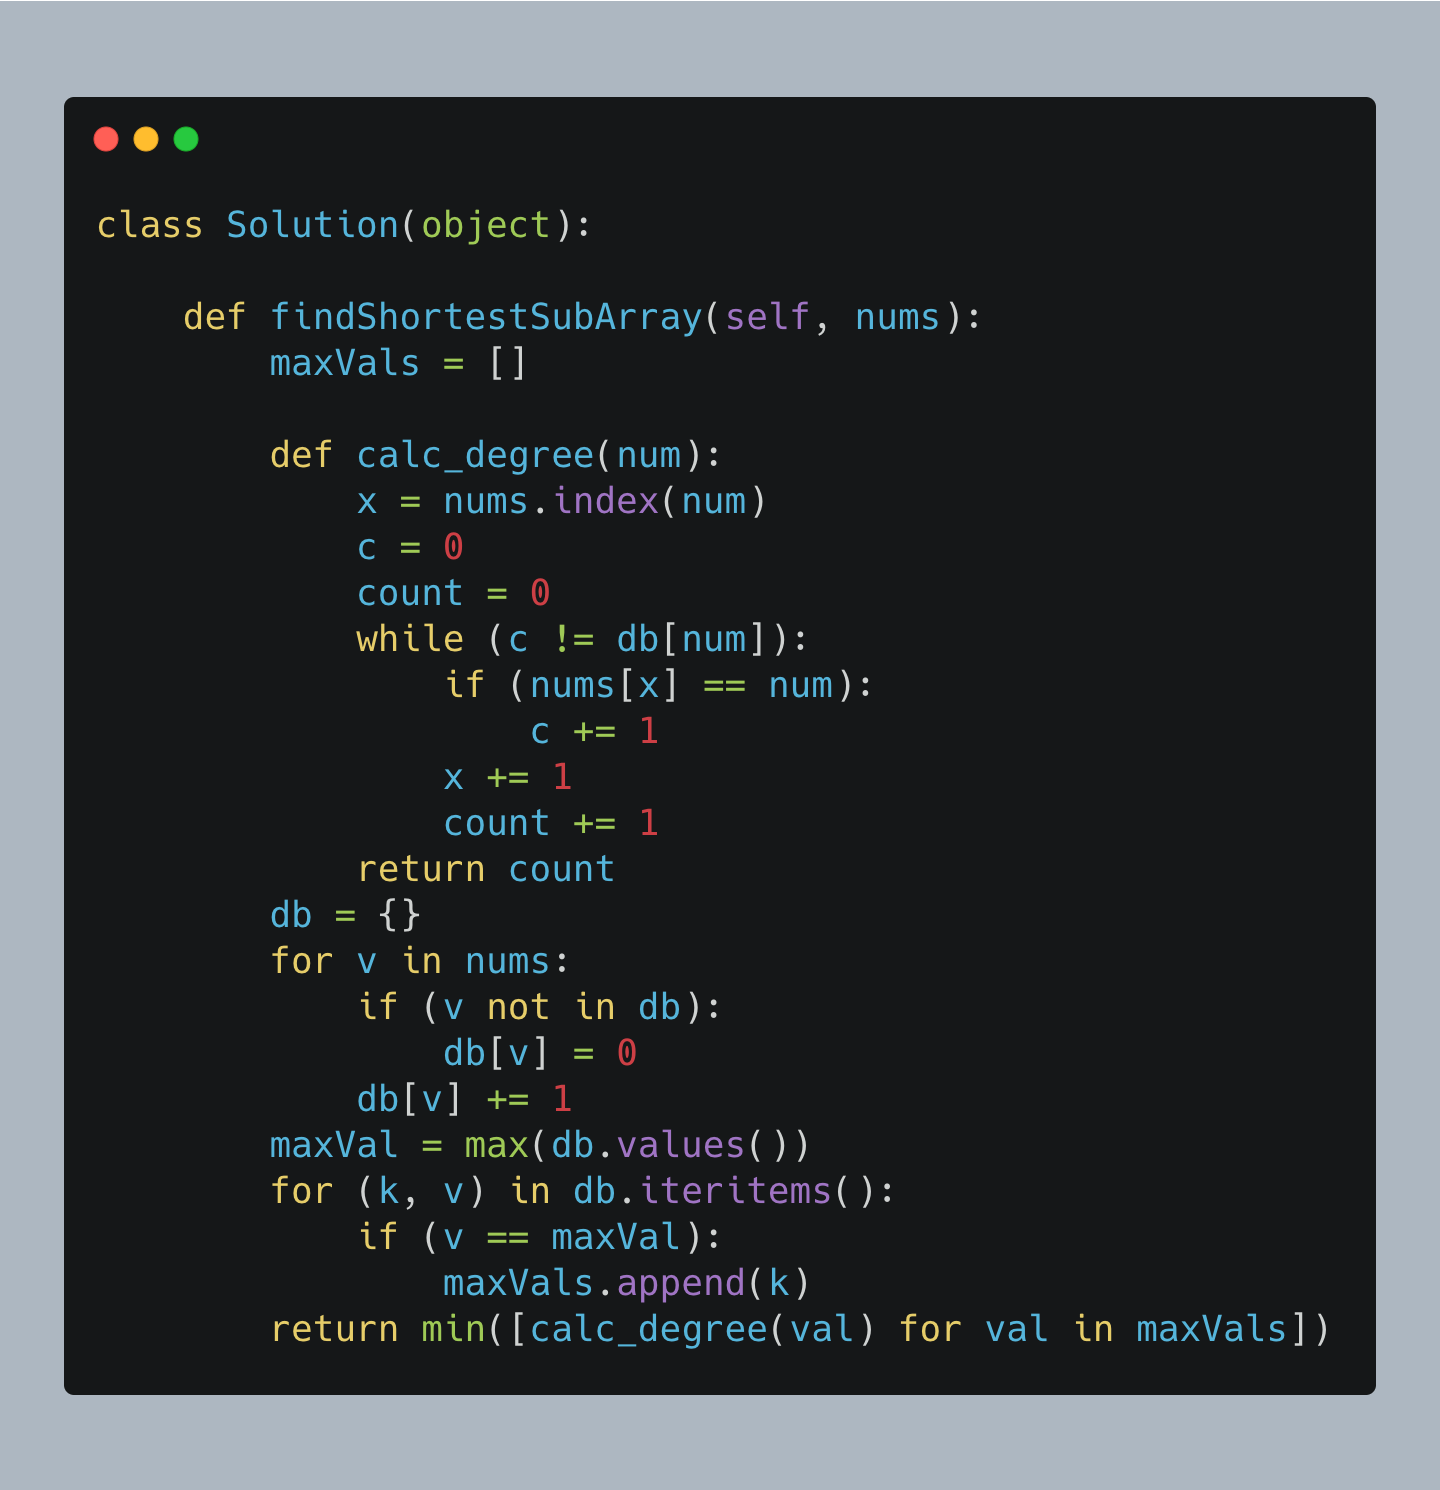 class Solution(object):

    def findShortestSubArray(self, nums):
        maxVals = []

        def calc_degree(num):
            x = nums.index(num)
            c = 0
            count = 0
            while (c != db[num]):
                if (nums[x] == num):
                    c += 1
                x += 1
                count += 1
            return count
        db = {}
        for v in nums:
            if (v not in db):
                db[v] = 0
            db[v] += 1
        maxVal = max(db.values())
        for (k, v) in db.iteritems():
            if (v == maxVal):
                maxVals.append(k)
        return min([calc_degree(val) for val in maxVals])